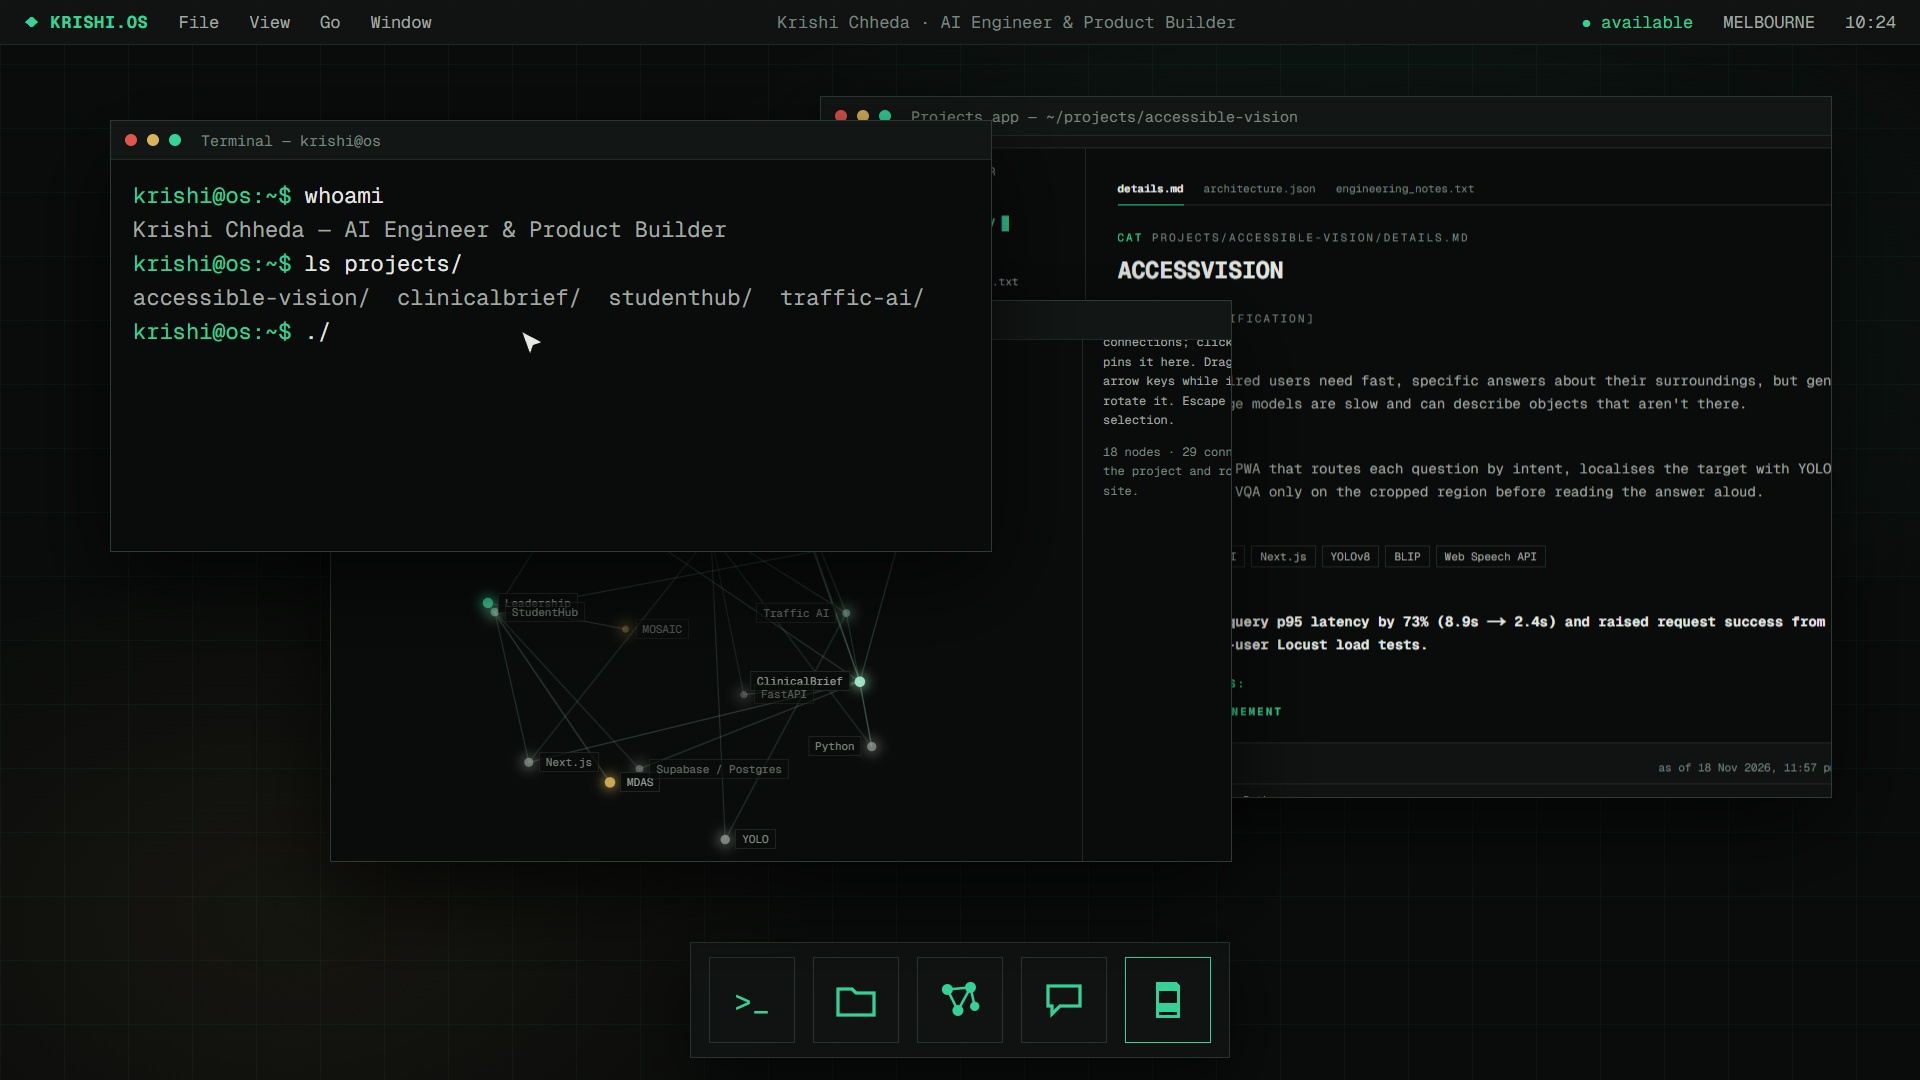 KRISHI.OS File View Go Window
Krishi Chheda · AI Engineer & Product Builder
available MELBOURNE 10:24
Terminal — krishi@os
krishi@os:~$ whoami
Krishi Chheda — AI Engineer & Product Builder
krishi@os:~$ ls projects/
accessible-vision/ clinicalbrief/ studenthub/ traffic-ai/
krishi@os:~$ ./
Projects.app — ~/projects/accessible-vision
details.md architecture.json engineering_notes.txt
CAT PROJECTS/ACCESSIBLE-VISION/DETAILS.MD
ACCESSVISION
.txt
IFICATION]
users need fast, specific answers about their surroundings, but gen
models are slow and can describe objects that aren't there.
PWA that routes each question by intent, localises the target with YOLO
VQA only on the cropped region before reading the answer aloud.
Next.js YOLOv8 BLIP Web Speech API
query p95 latency by 73% (8.9s → 2.4s) and raised request success from
-user Locust load tests.
NEMENT
as of 18 Nov 2026, 11:57 p
connections; click
pins it here. Drag
arrow keys while i
rotate it. Escape
selection.
18 nodes · 29 conn
the project and ro
site.
Leadership
StudentHub
MOSAIC
Traffic AI
ClinicalBrief
FastAPI
Python
Next.js
Supabase / Postgres
MDAS
YOLO
>_